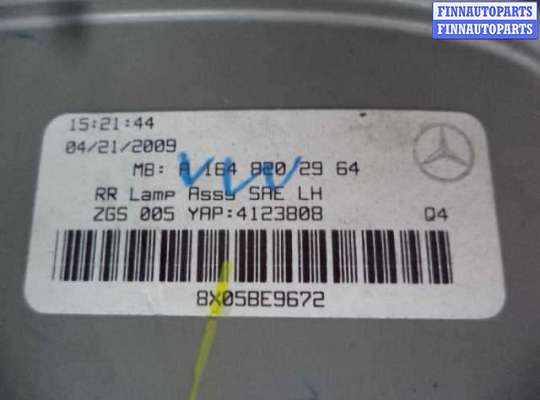 FINNAUTOPARTS
FINNAUTOPARTS
15:21:44
04/21/2009
MB: A 164 820 29 64
RR Lamp Assy SAE LH
ZGS 005 YAP:4123808 Q4
8X05BE9672